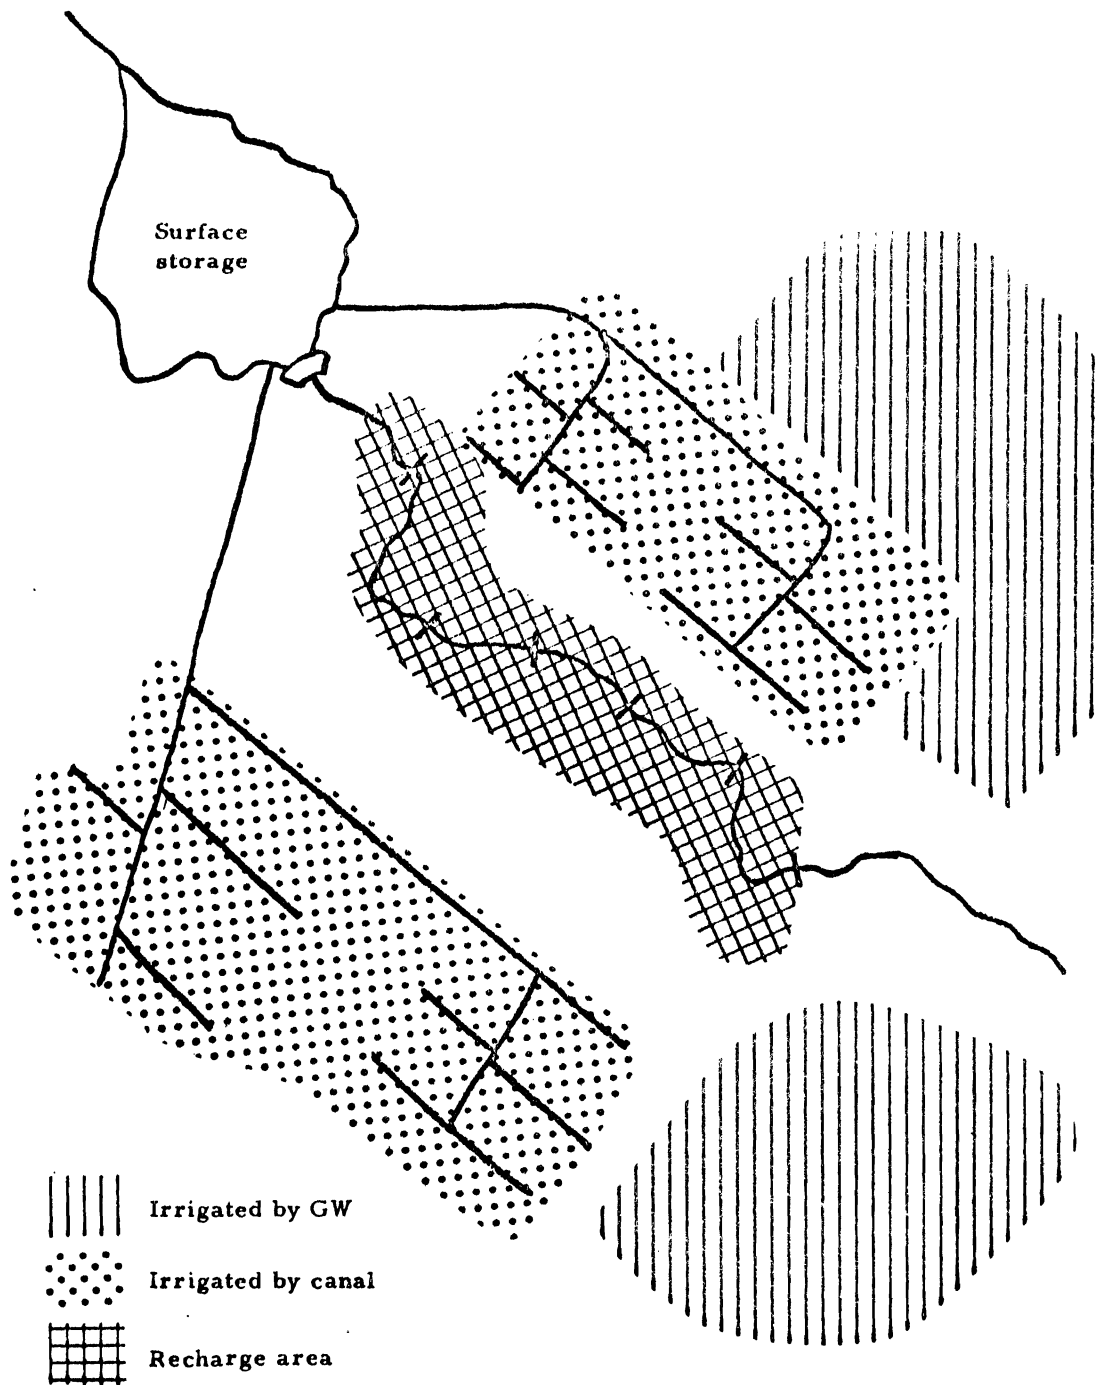 Surface
storage
Irrigated by GW
Irrigated by canal
Recharge area